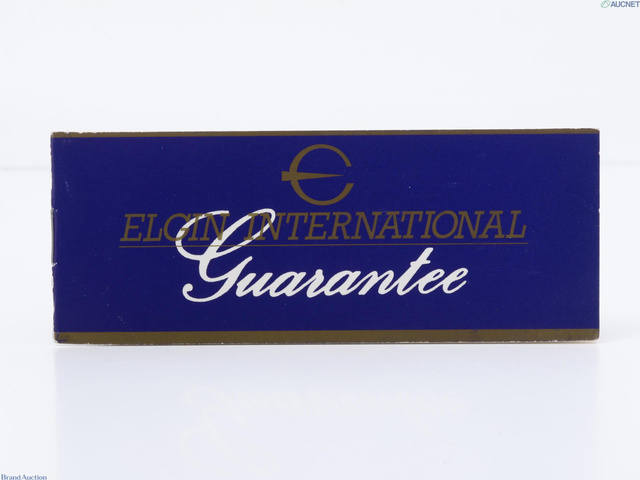 AUCNET
ELGIN INTERNATIONAL
Guarantee
Brand Auction